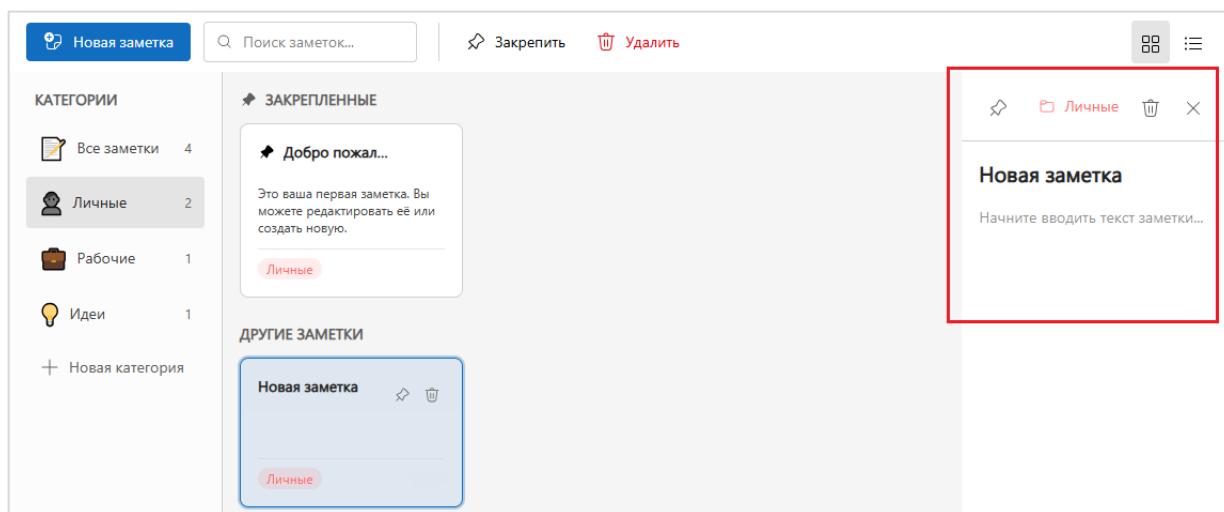 Новая заметка
Поиск заметок...
Закрепить
Удалить
КАТЕГОРИИ
Все заметки 4
Личные 2
Рабочие 1
Идеи 1
Новая категория
ЗАКРЕПЛЕННЫЕ
Добро пожал...
Это ваша первая заметка. Вы
можете редактировать её или
создать новую.
Личные
ДРУГИЕ ЗАМЕТКИ
Новая заметка
Личные
Личные
Новая заметка
Начните вводить текст заметки...